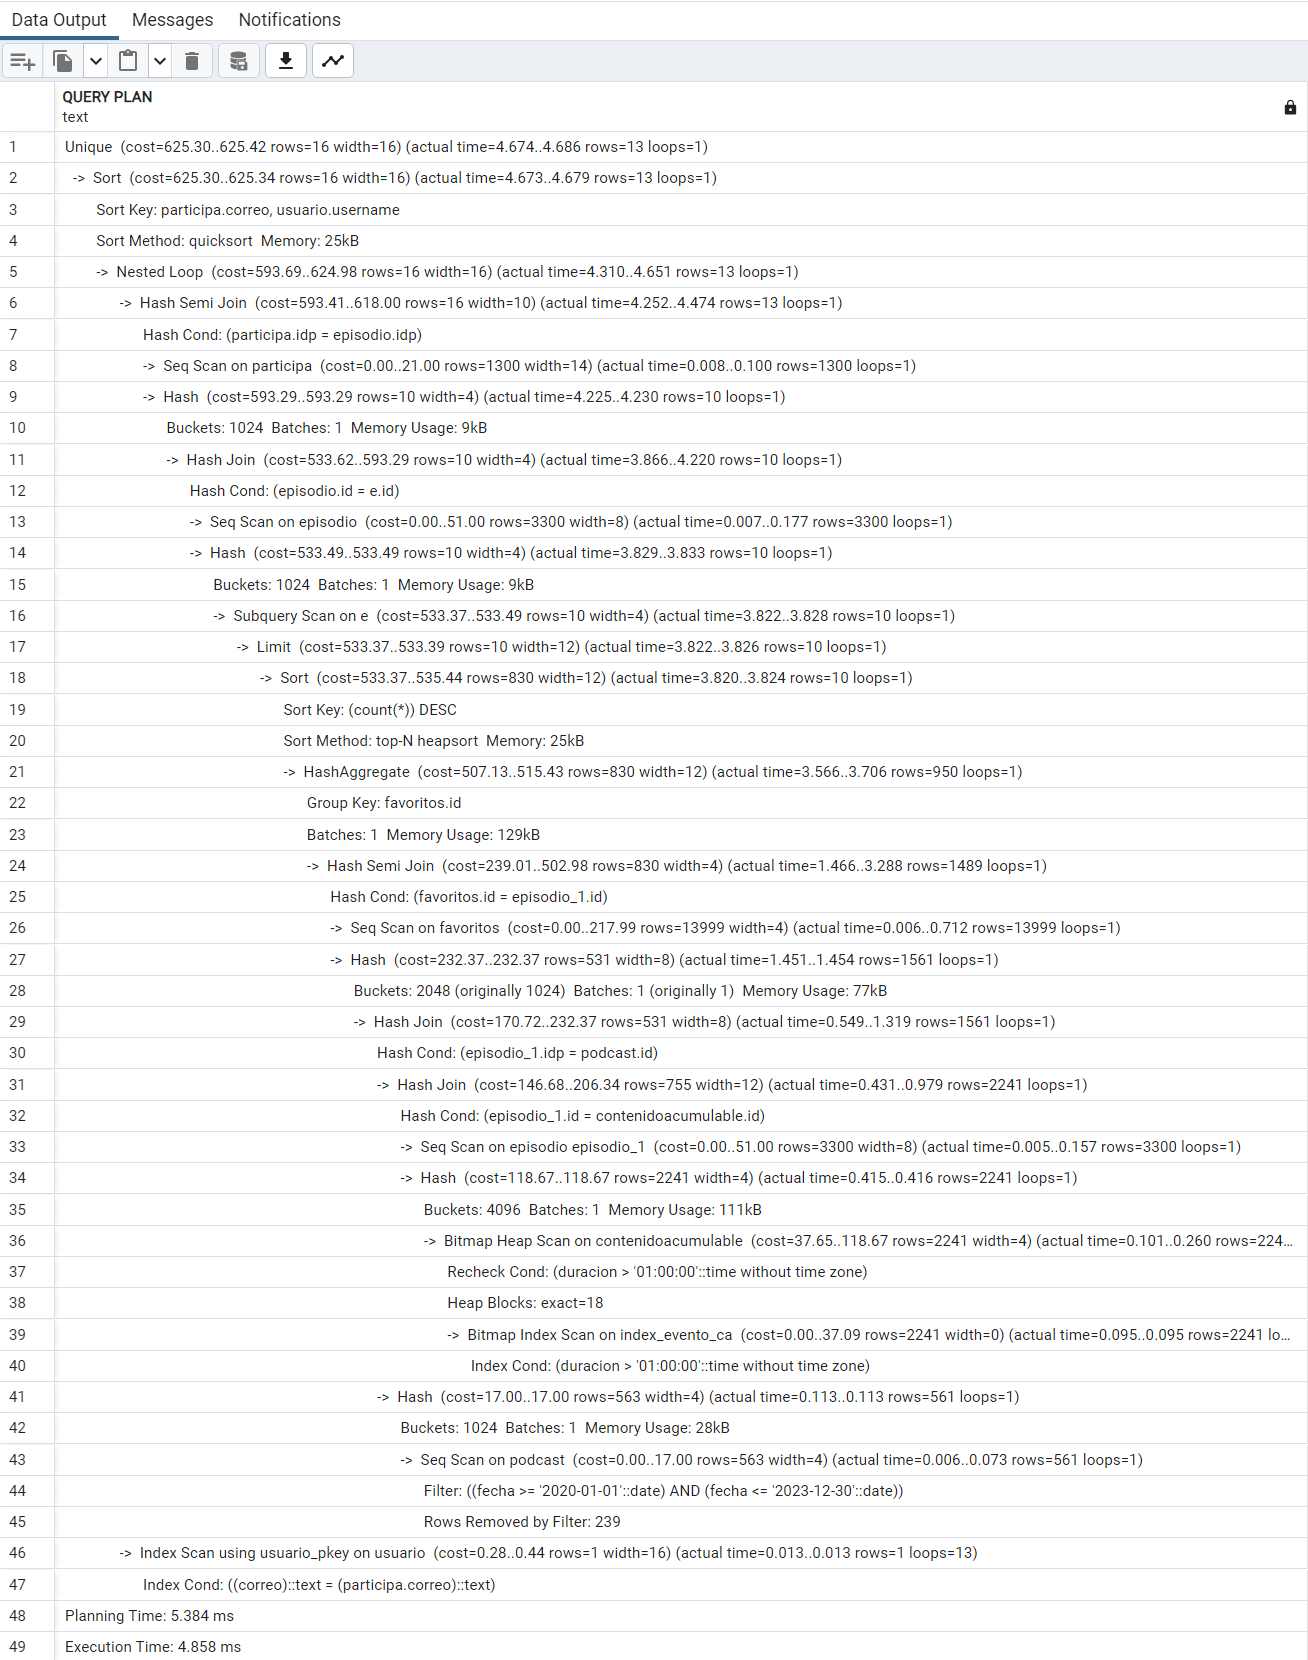 Data Output Messages Notifications
QUERY PLAN
text
1 Unique (cost=625.30..625.42 rows=16 width=16) (actual time=4.674..4.686 rows=13 loops=1)
2 -> Sort (cost=625.30..625.34 rows=16 width=16) (actual time=4.673..4.679 rows=13 loops=1)
3 Sort Key: participa.correo, usuario.username
4 Sort Method: quicksort Memory: 25kB
5 -> Nested Loop (cost=593.69..624.98 rows=16 width=16) (actual time=4.310..4.651 rows=13 loops=1)
6 -> Hash Semi Join (cost=593.41..618.00 rows=16 width=10) (actual time=4.252..4.474 rows=13 loops=1)
7 Hash Cond: (participa.idp = episodio.idp)
8 -> Seq Scan on participa (cost=0.00..21.00 rows=1300 width=14) (actual time=0.008..0.100 rows=1300 loops=1)
9 -> Hash (cost=593.29..593.29 rows=10 width=4) (actual time=4.225..4.230 rows=10 loops=1)
10 Buckets: 1024 Batches: 1 Memory Usage: 9kB
11 -> Hash Join (cost=533.62..593.29 rows=10 width=4) (actual time=3.866..4.220 rows=10 loops=1)
12 Hash Cond: (episodio.id = e.id)
13 -> Seq Scan on episodio (cost=0.00..51.00 rows=3300 width=8) (actual time=0.007..0.177 rows=3300 loops=1)
14 -> Hash (cost=533.49..533.49 rows=10 width=4) (actual time=3.829..3.833 rows=10 loops=1)
15 Buckets: 1024 Batches: 1 Memory Usage: 9kB
16 -> Subquery Scan on e (cost=533.37..533.49 rows=10 width=4) (actual time=3.822..3.828 rows=10 loops=1)
17 -> Limit (cost=533.37..533.39 rows=10 width=12) (actual time=3.822..3.826 rows=10 loops=1)
18 -> Sort (cost=533.37..535.44 rows=830 width=12) (actual time=3.820..3.824 rows=10 loops=1)
19 Sort Key: (count(*)) DESC
20 Sort Method: top-N heapsort Memory: 25kB
21 -> HashAggregate (cost=507.13..515.43 rows=830 width=12) (actual time=3.566..3.706 rows=950 loops=1)
22 Group Key: favoritos.id
23 Batches: 1 Memory Usage: 129kB
24 -> Hash Semi Join (cost=239.01..502.98 rows=830 width=4) (actual time=1.466..3.288 rows=1489 loops=1)
25 Hash Cond: (favoritos.id = episodio_1.id)
26 -> Seq Scan on favoritos (cost=0.00..217.99 rows=13999 width=4) (actual time=0.006..0.712 rows=13999 loops=1)
27 -> Hash (cost=232.37..232.37 rows=531 width=8) (actual time=1.451..1.454 rows=1561 loops=1)
28 Buckets: 2048 (originally 1024) Batches: 1 (originally 1) Memory Usage: 77kB
29 -> Hash Join (cost=170.72..232.37 rows=531 width=8) (actual time=0.549..1.319 rows=1561 loops=1)
30 Hash Cond: (episodio_1.idp = podcast.id)
31 -> Hash Join (cost=146.68..206.34 rows=755 width=12) (actual time=0.431..0.979 rows=2241 loops=1)
32 Hash Cond: (episodio_1.id = contenidoacumulable.id)
33 -> Seq Scan on episodio episodio_1 (cost=0.00..51.00 rows=3300 width=8) (actual time=0.005..0.157 rows=3300 loops=1)
34 -> Hash (cost=118.67..118.67 rows=2241 width=4) (actual time=0.415..0.416 rows=2241 loops=1)
35 Buckets: 4096 Batches: 1 Memory Usage: 111kB
36 -> Bitmap Heap Scan on contenidoacumulable (cost=37.65..118.67 rows=2241 width=4) (actual time=0.101..0.260 rows=224...
37 Recheck Cond: (duracion > '01:00:00'::time without time zone)
38 Heap Blocks: exact=18
39 -> Bitmap Index Scan on index_evento_ca (cost=0.00..37.09 rows=2241 width=0) (actual time=0.095..0.095 rows=2241 lo...
40 Index Cond: (duracion > '01:00:00'::time without time zone)
41 -> Hash (cost=17.00..17.00 rows=563 width=4) (actual time=0.113..0.113 rows=561 loops=1)
42 Buckets: 1024 Batches: 1 Memory Usage: 28kB
43 -> Seq Scan on podcast (cost=0.00..17.00 rows=563 width=4) (actual time=0.006..0.073 rows=561 loops=1)
44 Filter: ((fecha >= '2020-01-01'::date) AND (fecha <= '2023-12-30'::date))
45 Rows Removed by Filter: 239
46 -> Index Scan using usuario_pkey on usuario (cost=0.28..0.44 rows=1 width=16) (actual time=0.013..0.013 rows=1 loops=13)
47 Index Cond: ((correo)::text = (participa.correo)::text)
48 Planning Time: 5.384 ms
49 Execution Time: 4.858 ms